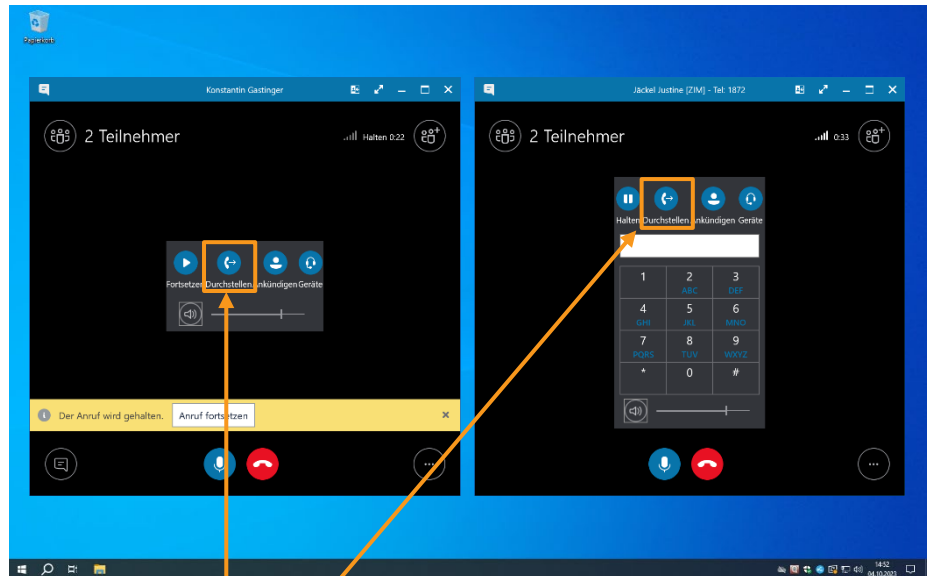 Papierkorb
Konstantin Gastinger
2 Teilnehmer
Halten 0:22
Fortsetzen Durchstellen Ankündigen Geräte
Der Anruf wird gehalten. Anruf fortsetzen
Jäckel Justine [ZIM] - Tel: 1872
2 Teilnehmer
0:33
Halten Durchstellen Ankündigen Geräte
1 2 3
ABC DEF
4 5 6
GHI JKL MNO
7 8 9
PQRS TUV WXYZ
* 0 #
14:52
04.10.2023